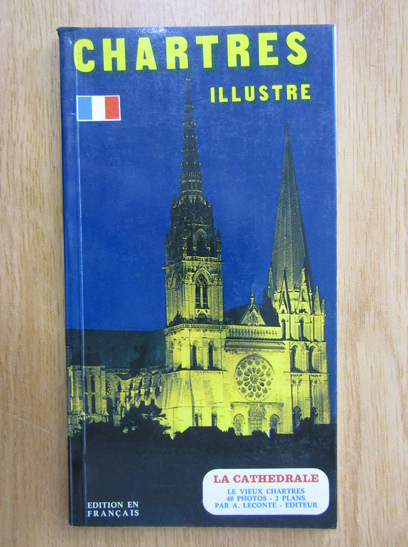 CHARTRES
ILLUSTRE
LA CATHEDRALE
LE VIEUX CHARTRES
48 PHOTOS - 2 PLANS
PAR A. LECONTE - EDITEUR
EDITION EN
FRANÇAIS